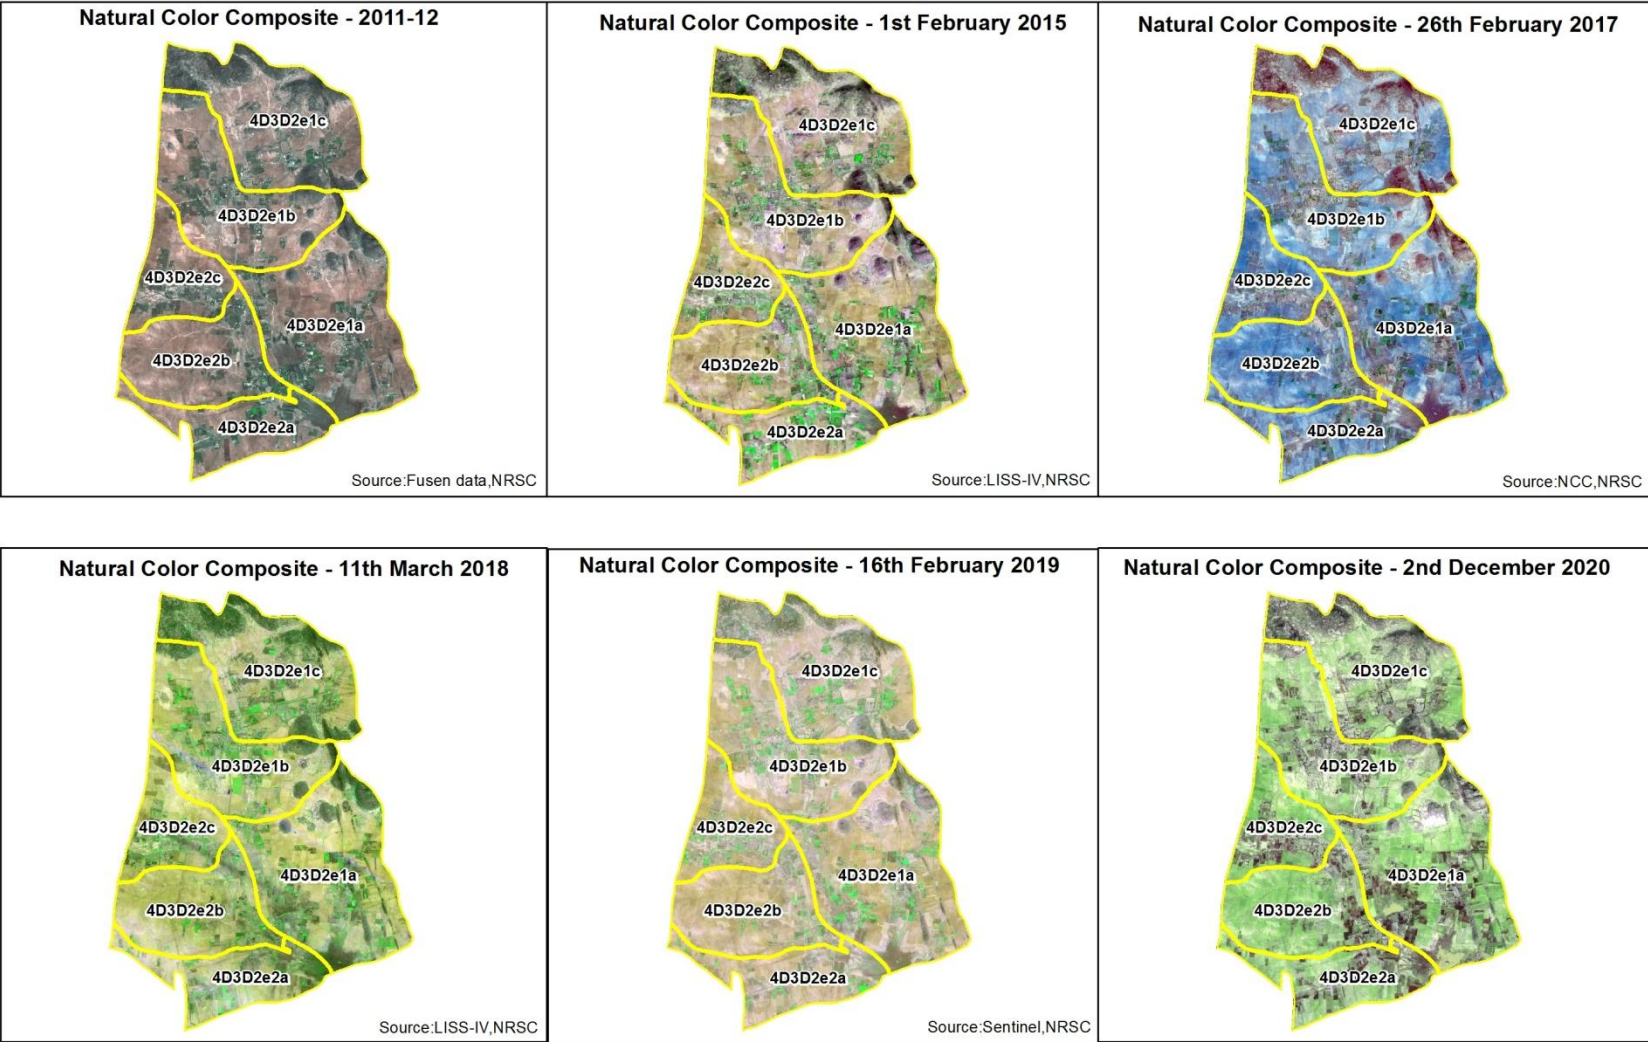 Natural Color Composite - 2011-12
4D3D2e1c
4D3D2e1b
4D3D2e2c
4D3D2e1a
4D3D2e2b
4D3D2e2a
Source:Fusen data,NRSC
Natural Color Composite - 1st February 2015
4D3D2e1c
4D3D2e1b
4D3D2e2c
4D3D2e1a
4D3D2e2b
4D3D2e2a
Source:LISS-IV,NRSC
Natural Color Composite - 26th February 2017
4D3D2e1c
4D3D2e1b
4D3D2e2c
4D3D2e1a
4D3D2e2b
4D3D2e2a
Source:NCC,NRSC
Natural Color Composite - 11th March 2018
4D3D2e1c
4D3D2e1b
4D3D2e2c
4D3D2e1a
4D3D2e2b
4D3D2e2a
Source:LISS-IV,NRSC
Natural Color Composite - 16th February 2019
4D3D2e1c
4D3D2e1b
4D3D2e2c
4D3D2e1a
4D3D2e2b
4D3D2e2a
Source:Sentinel,NRSC
Natural Color Composite - 2nd December 2020
4D3D2e1c
4D3D2e1b
4D3D2e2c
4D3D2e1a
4D3D2e2b
4D3D2e2a